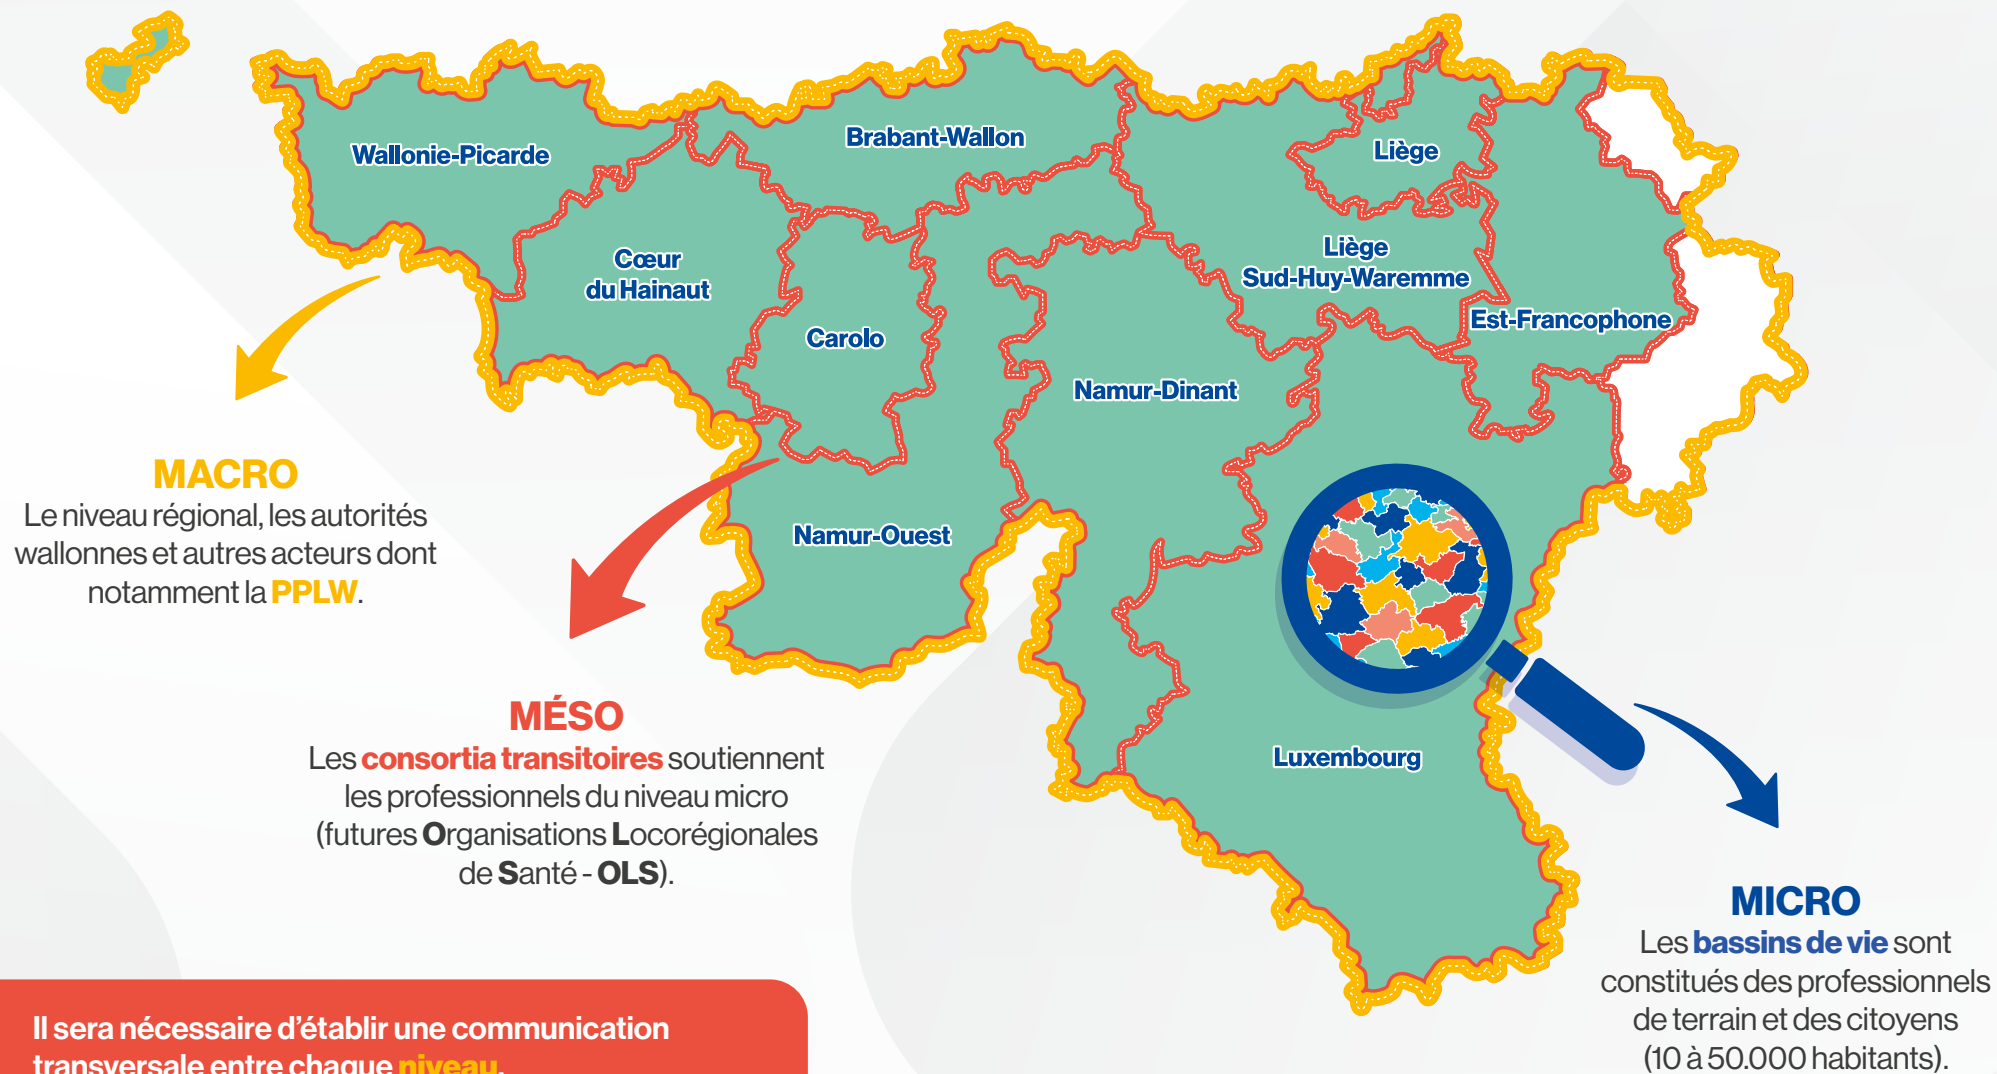 Wallonie-Picarde
Brabant-Wallon
Liège
Cœur
du Hainaut
Liège
Sud-Huy-Waremme
Carolo
Est-Francophone
Namur-Dinant
Namur-Ouest
Luxembourg
MACRO
Le niveau régional, les autorités
wallonnes et autres acteurs dont
notamment la PPLW.
MÉSO
Les consortia transitoires soutiennent
les professionnels du niveau micro
(futures Organisations Locorégionales
de Santé - OLS).
MICRO
Les bassins de vie sont
constitués des professionnels
de terrain et des citoyens
(10 à 50.000 habitants).
Il sera nécessaire d'établir une communication
transversale entre chaque niveau.